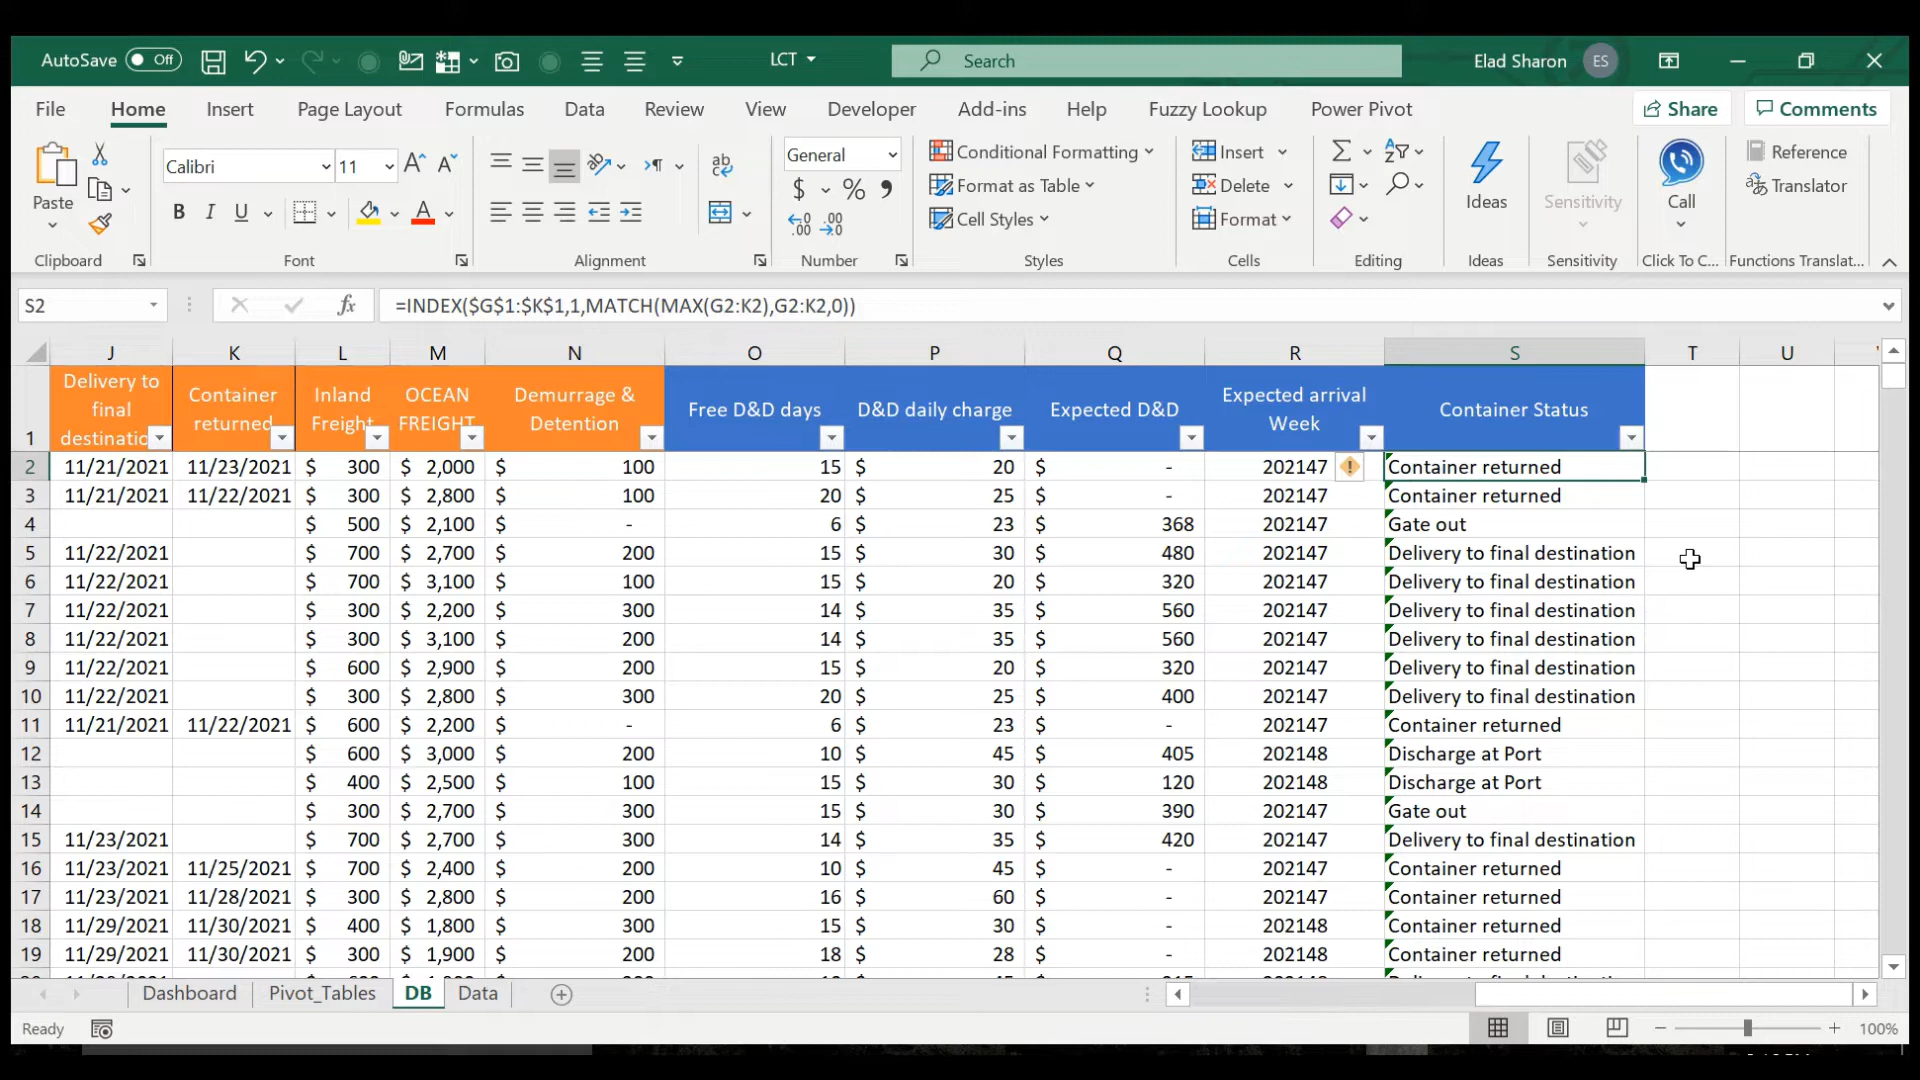 AutoSave Off LCT Search Elad Sharon ES
File Home Insert Page Layout Formulas Data Review View Developer Add-ins Help Fuzzy Lookup Power Pivot Share Comments
Paste
Calibri 11
B I U
General
$ %
Conditional Formatting
Format as Table
Cell Styles
Insert
Delete
Format
Ideas
Sensitivity
Call
Reference
Translator
Clipboard Font Alignment Number Styles Cells Editing Ideas Sensitivity Click To C... Functions Translat...
S2 fx =INDEX($G$1:$K$1,1,MATCH(MAX(G2:K2),G2:K2,0))
J K L M N O P Q R S T U
1 Delivery to final Container returned Inland Freight OCEAN FREIGHT Demurrage & Detention Free D&D days D&D daily charge Expected D&D Expected arrival Week Container Status
2 11/21/2021 11/23/2021 $ 300 $ 2,000 $ 100 15 $ 20 $ - 202147 Container returned
3 11/21/2021 11/22/2021 $ 300 $ 2,800 $ 100 20 $ 25 $ - 202147 Container returned
4 $ 500 $ 2,100 $ - 6 $ 23 $ 368 202147 Gate out
5 11/22/2021 $ 700 $ 2,700 $ 200 15 $ 30 $ 480 202147 Delivery to final destination
6 11/22/2021 $ 700 $ 3,100 $ 100 15 $ 20 $ 320 202147 Delivery to final destination
7 11/22/2021 $ 300 $ 2,200 $ 300 14 $ 35 $ 560 202147 Delivery to final destination
8 11/22/2021 $ 300 $ 3,100 $ 200 14 $ 35 $ 560 202147 Delivery to final destination
9 11/22/2021 $ 600 $ 2,900 $ 200 15 $ 20 $ 320 202147 Delivery to final destination
10 11/22/2021 $ 300 $ 2,800 $ 300 20 $ 25 $ 400 202147 Delivery to final destination
11 11/21/2021 11/22/2021 $ 600 $ 2,200 $ - 6 $ 23 $ - 202147 Container returned
12 $ 600 $ 3,000 $ 200 10 $ 45 $ 405 202148 Discharge at Port
13 $ 400 $ 2,500 $ 100 15 $ 30 $ 120 202148 Discharge at Port
14 $ 300 $ 2,700 $ 300 15 $ 30 $ 390 202147 Gate out
15 11/23/2021 $ 700 $ 2,700 $ 300 14 $ 35 $ 420 202147 Delivery to final destination
16 11/23/2021 11/25/2021 $ 700 $ 2,400 $ 200 10 $ 45 $ - 202147 Container returned
17 11/23/2021 11/28/2021 $ 300 $ 2,800 $ 200 16 $ 60 $ - 202147 Container returned
18 11/29/2021 11/30/2021 $ 400 $ 1,800 $ 300 15 $ 30 $ - 202148 Container returned
19 11/29/2021 11/30/2021 $ 300 $ 1,900 $ 200 18 $ 28 $ - 202148 Container returned
Dashboard Pivot_Tables DB Data
Ready 100%